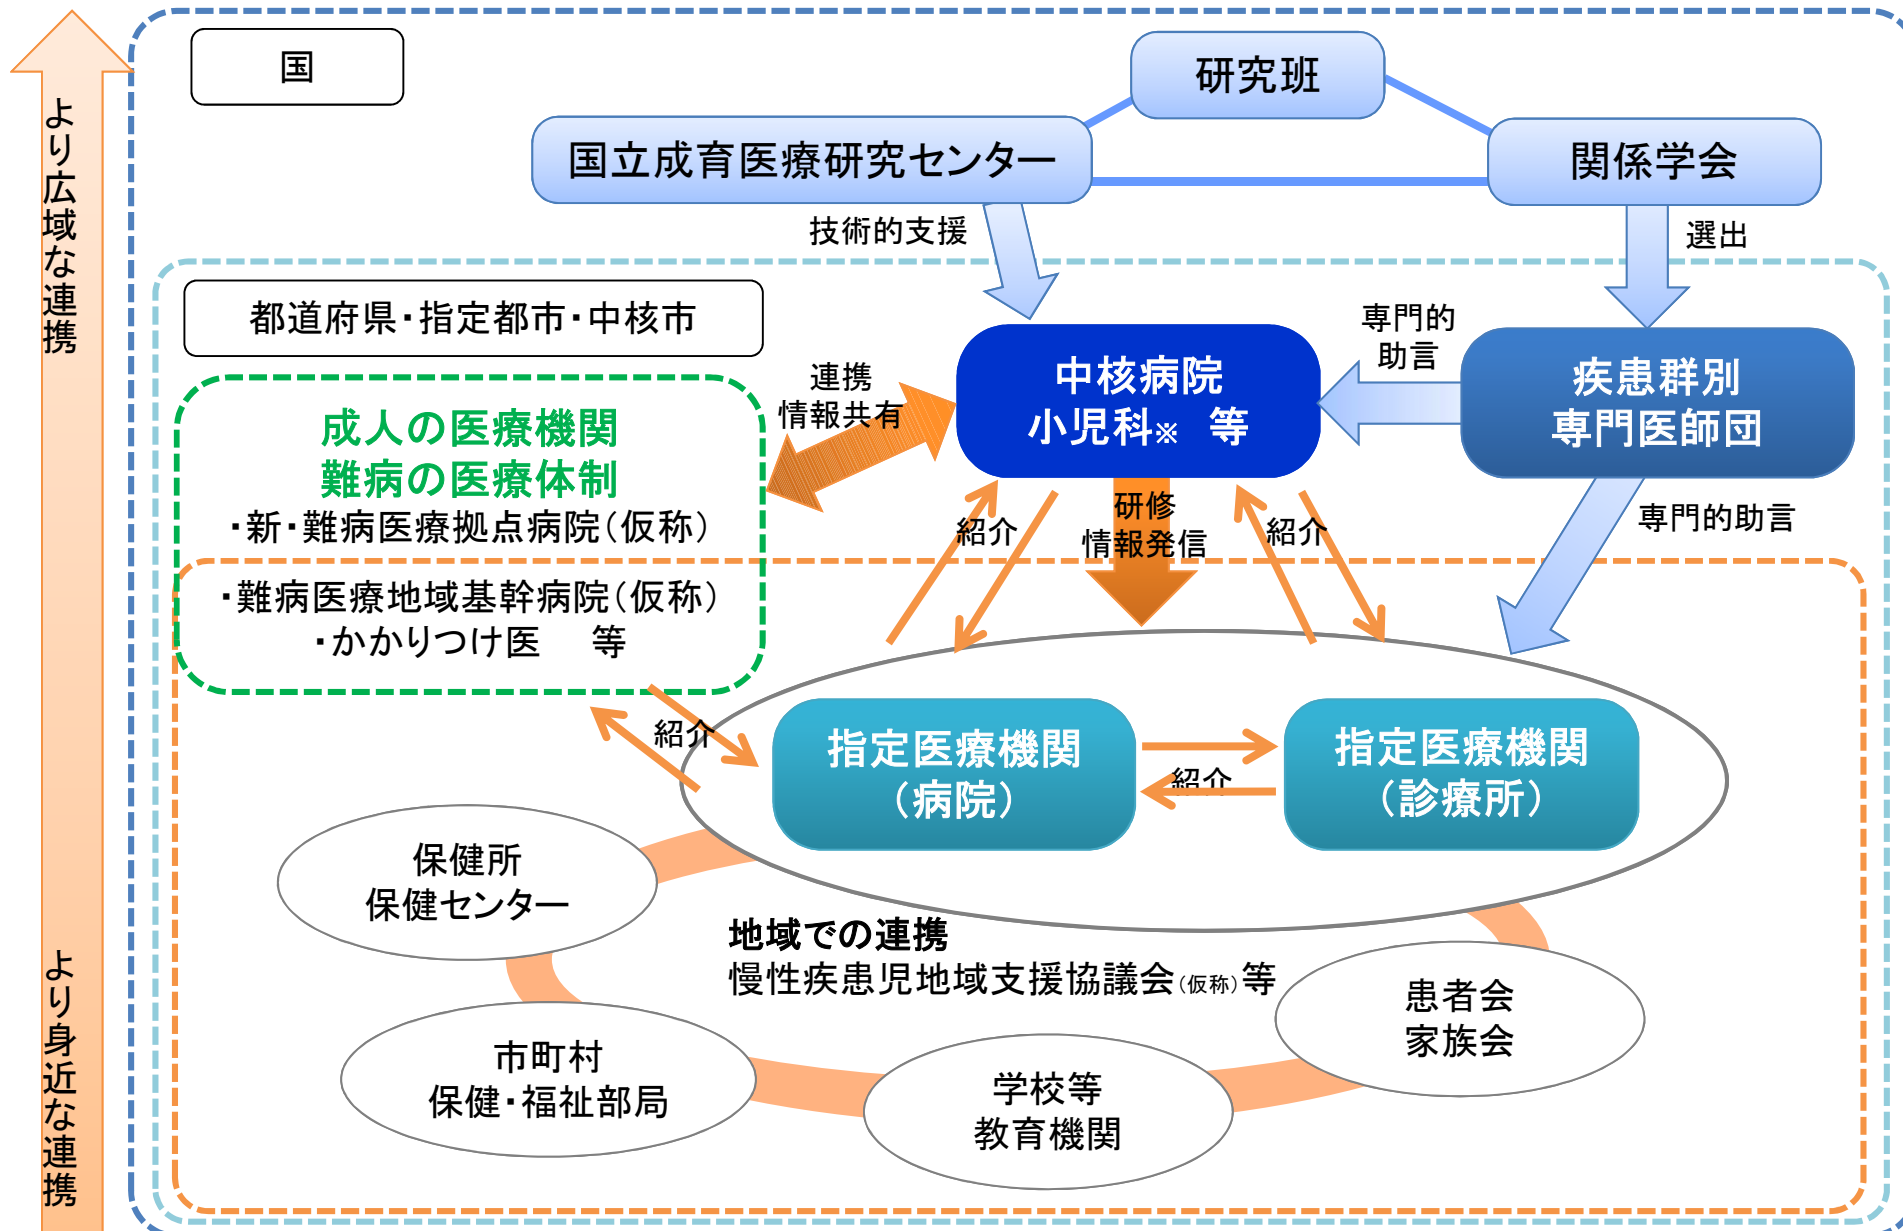 より広域な連携
より身近な連携
国
研究班
国立成育医療研究センター
関係学会
技術的支援
選出
都道府県・指定都市・中核市
専門的
助言
中核病院
小児科※ 等
疾患群別
専門医師団
連携
情報共有
成人の医療機関
難病の医療体制
・新・難病医療拠点病院(仮称)
・難病医療地域基幹病院(仮称)
・かかりつけ医 等
紹介
研修
情報発信
紹介
専門的助言
紹介
指定医療機関
(病院)
紹介
指定医療機関
(診療所)
保健所
保健センター
地域での連携
慢性疾患児地域支援協議会(仮称)等
患者会
家族会
市町村
保健・福祉部局
学校等
教育機関